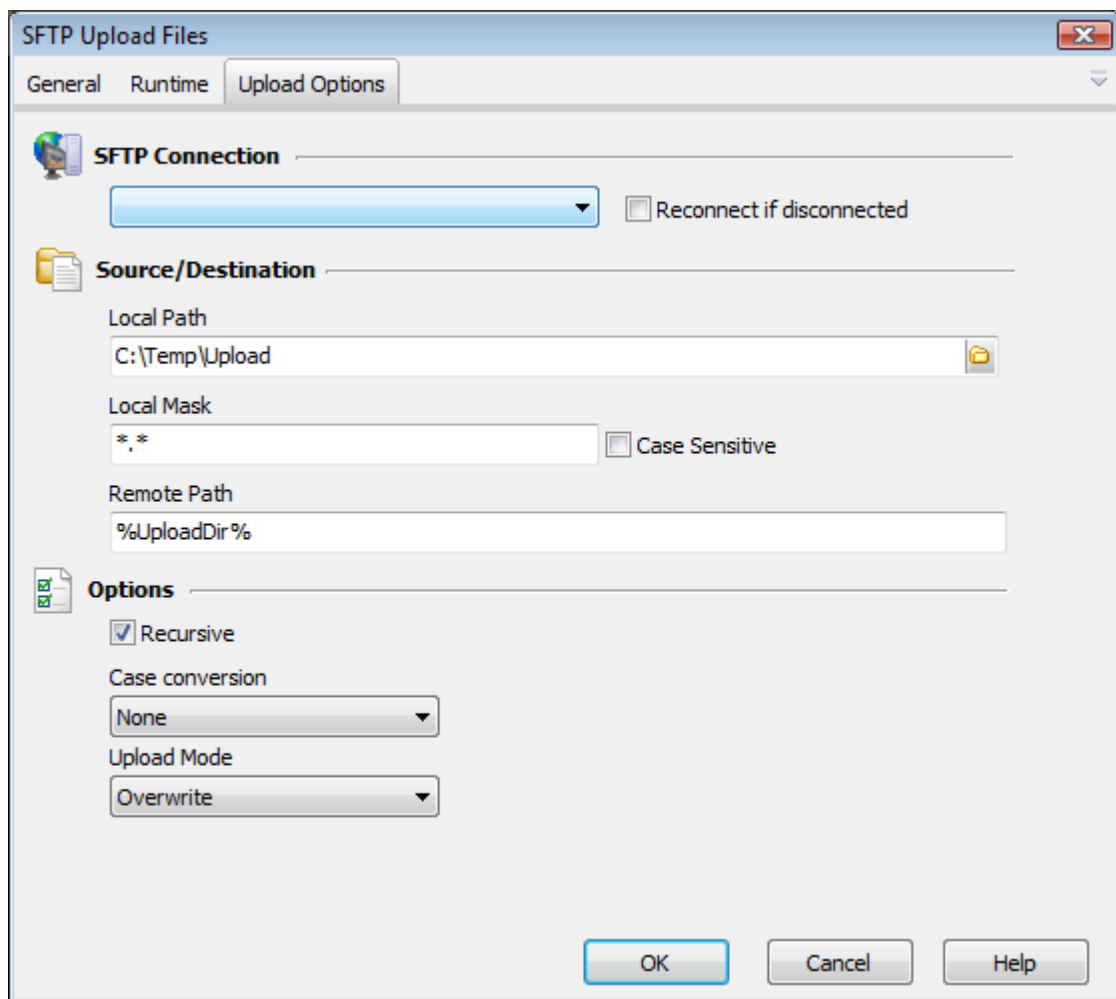 SFTP Upload Files
General Runtime Upload Options
SFTP Connection
Reconnect if disconnected
Source/Destination
Local Path
C:\Temp\Upload
Local Mask
*.* Case Sensitive
Remote Path
%UploadDir%
Options
Recursive
Case conversion
None
Upload Mode
Overwrite
OK Cancel Help